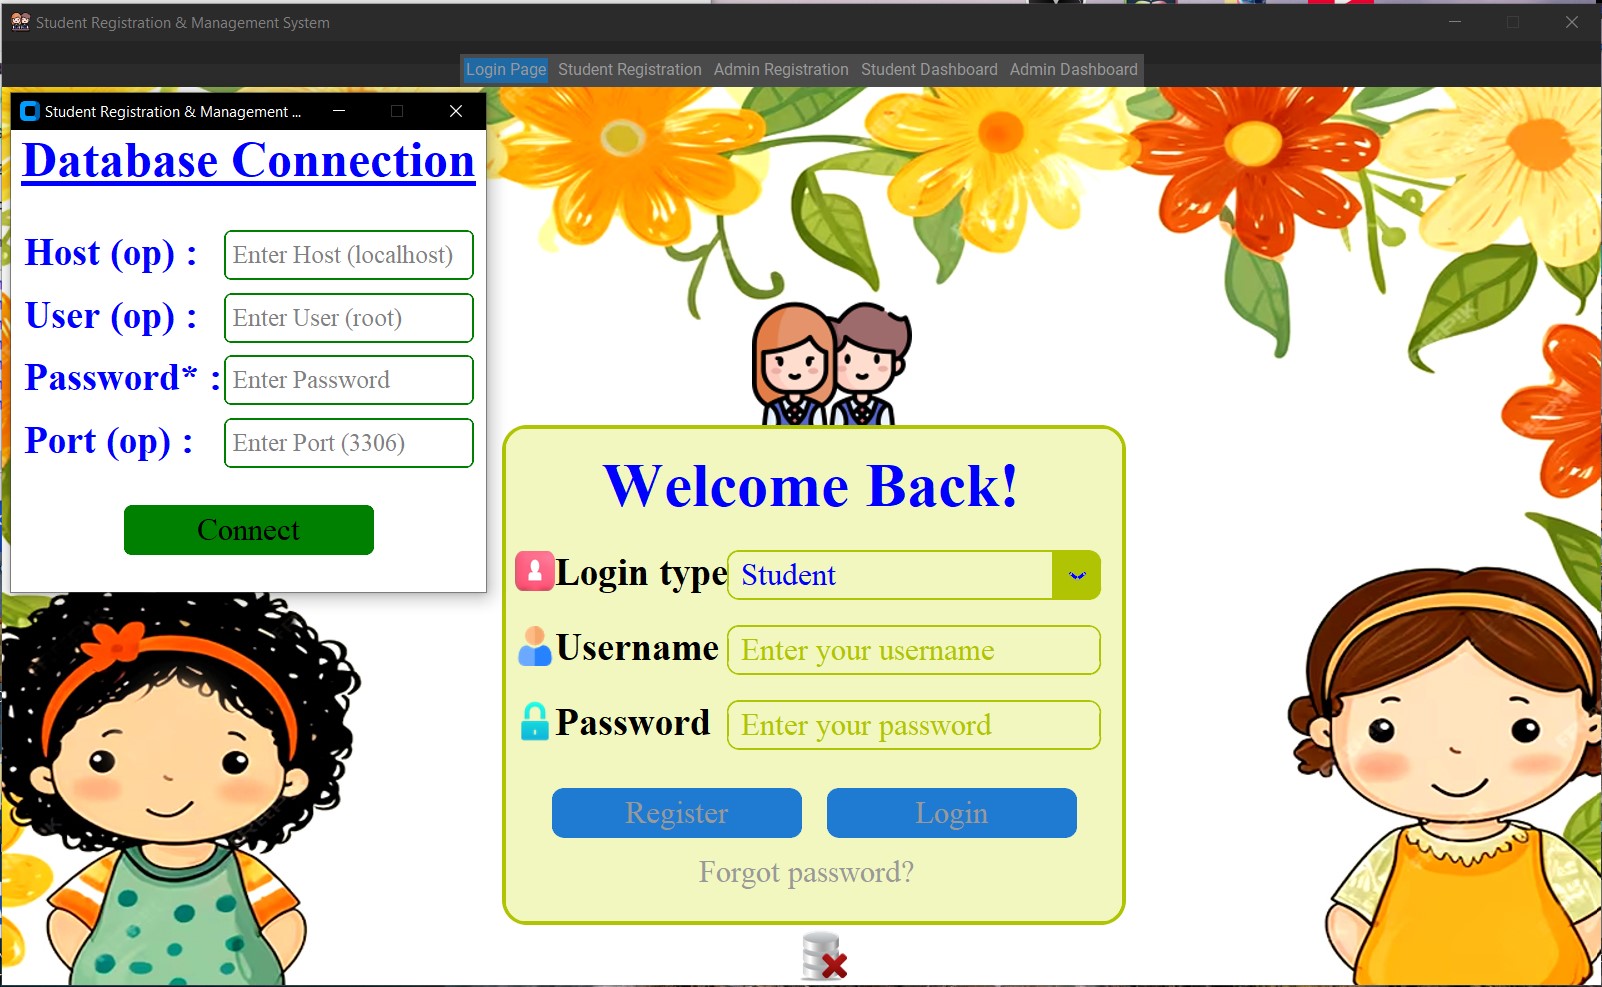 Student Registration & Management System
Login Page Student Registration Admin Registration Student Dashboard Admin Dashboard
Student Registration & Management ...
Database Connection
Host (op) : Enter Host (localhost)
User (op) : Enter User (root)
Password* : Enter Password
Port (op) : Enter Port (3306)
Connect
Welcome Back!
Login type Student
Username Enter your username
Password Enter your password
Register Login
Forgot password?